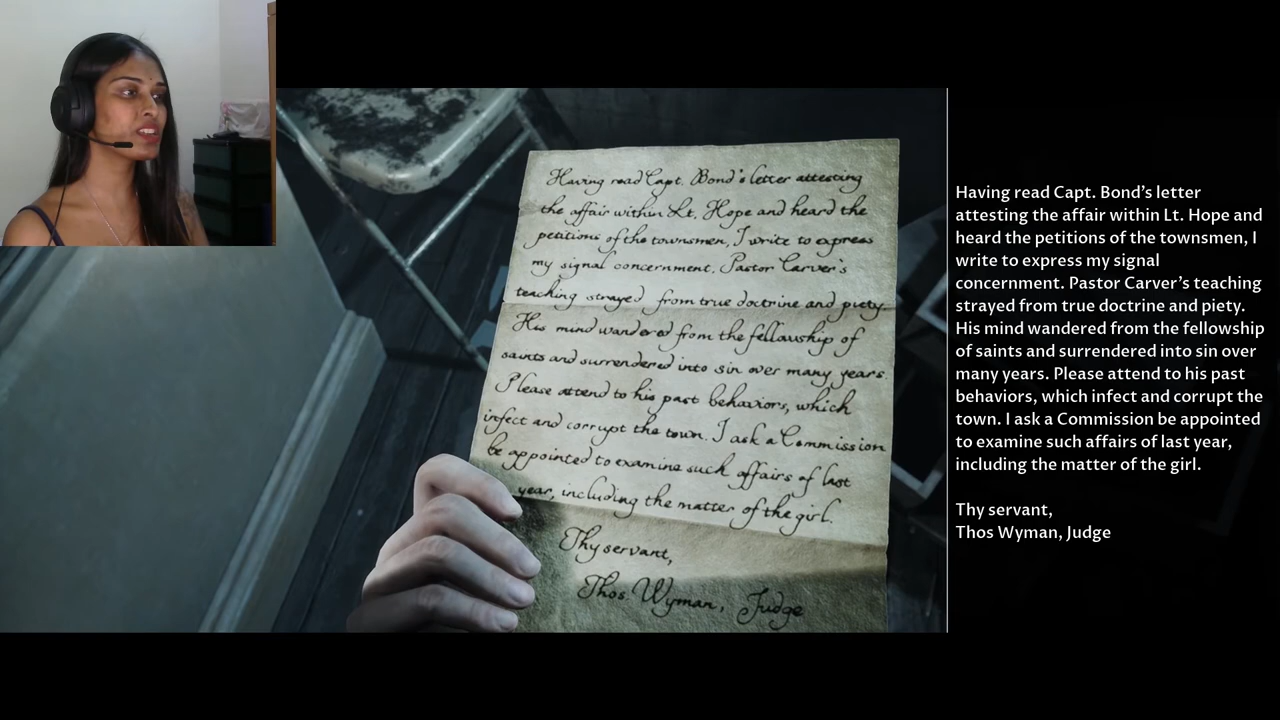 Having read Capt. Bond's letter attesting
the affair within Lt. Hope and heard the
petitions of the townsmen, I write to express
my signal concernment. Pastor Carver's
teaching strayed from true doctrine and piety.
His mind wandered from the fellowship of
saints and surrendered into sin over many years.
Please attend to his past behaviors, which
infect and corrupt the town. I ask a Commission
be appointed to examine such affairs of last
year, including the matter of the girl.
Thy servant,
Thos. Wyman, Judge
Having read Capt. Bond's letter
attesting the affair within Lt. Hope and
heard the petitions of the townsmen, I
write to express my signal
concernment. Pastor Carver's teaching
strayed from true doctrine and piety.
His mind wandered from the fellowship
of saints and surrendered into sin over
many years. Please attend to his past
behaviors, which infect and corrupt the
town. I ask a Commission be appointed
to examine such affairs of last year,
including the matter of the girl.
Thy servant,
Thos Wyman, Judge